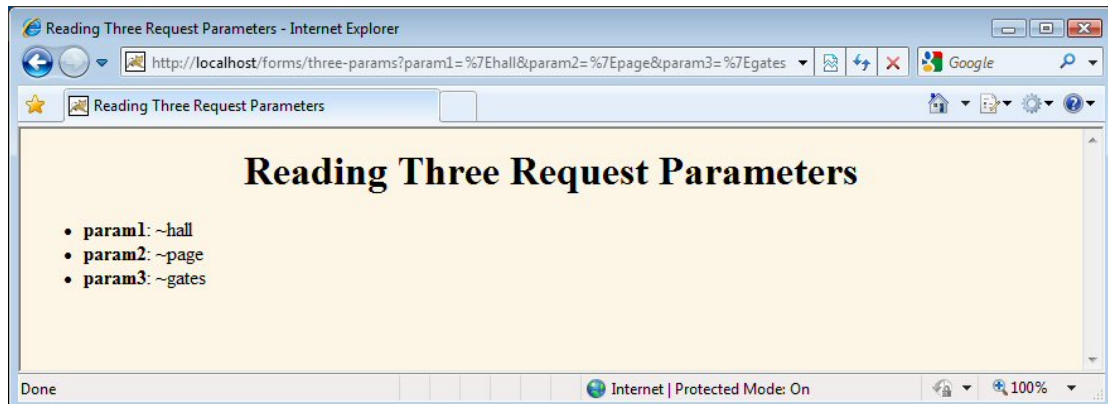 Reading Three Request Parameters - Internet Explorer
http://localhost/forms/three-params?param1=%7Ehall&param2=%7Epage&param3=%7Egates
Google
Reading Three Request Parameters
Reading Three Request Parameters
• param1: ~hall
• param2: ~page
• param3: ~gates
Done Internet | Protected Mode: On 100%